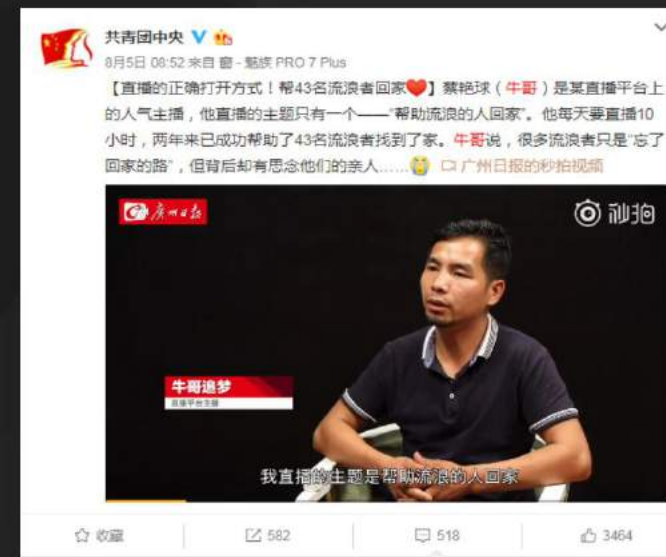 共青团中央
8月5日 08:52 来自 魅族 PRO 7 Plus
【直播的正确打开方式！帮43名流浪者回家❤】蔡艳球（牛哥）是某直播平台上
的人气主播，他直播的主题只有一个——“帮助流浪的人回家”。他每天要直播10
小时，两年来已成功帮助了43名流浪者找到了家。牛哥说，很多流浪者只是“忘了
回家的路”，但背后却有思念他们的亲人……😭 广州日报的秒拍视频
广州日报
秒拍
牛哥追梦
直播平台主播
我直播的主题是帮助流浪的人回家
收藏
582
518
3464